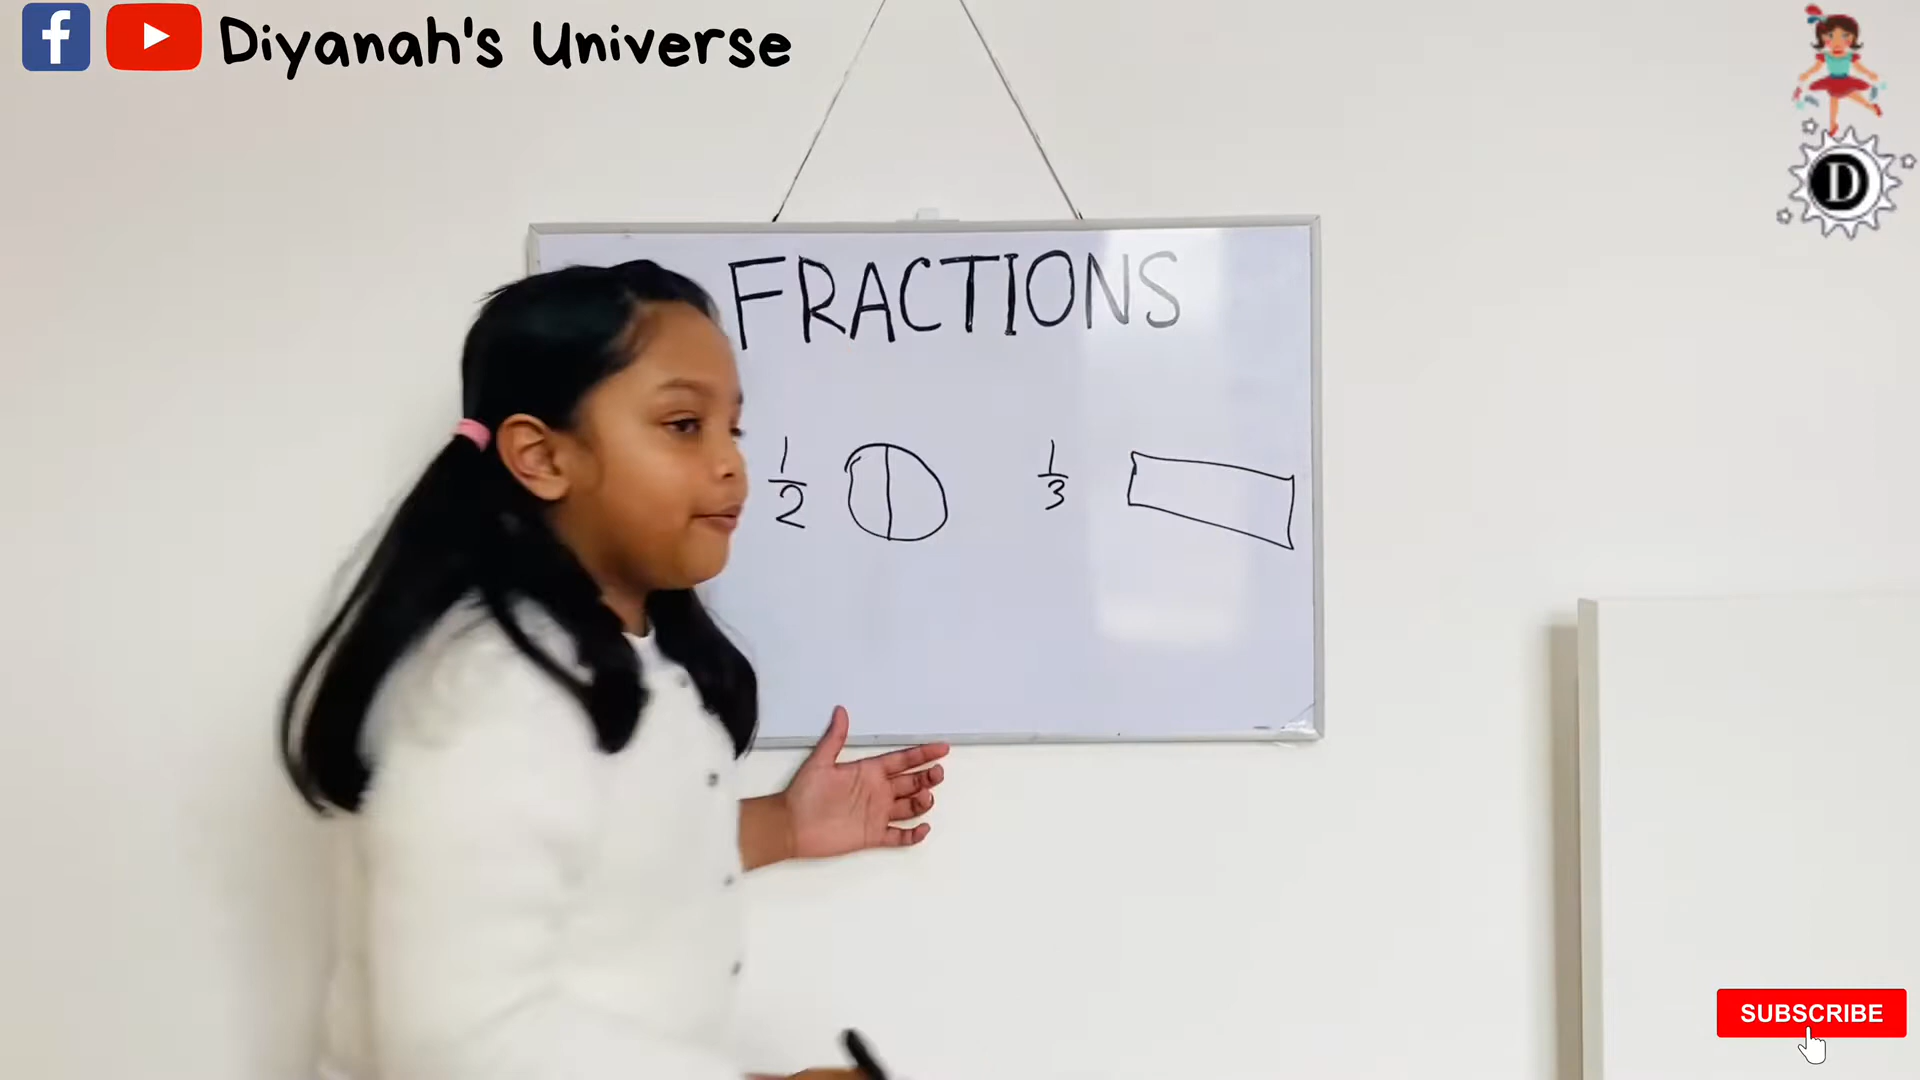 Diyanah's Universe
D
FRACTIONS
1/2
1/3
SUBSCRIBE